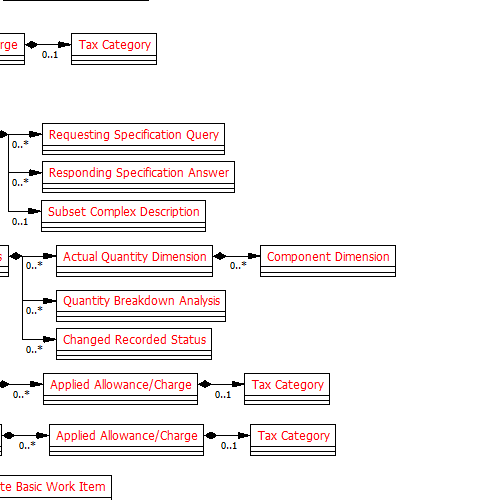 rge
Tax Category
0..1
Requesting Specification Query
0..*
Responding Specification Answer
0..*
Subset Complex Description
0..1
s
Actual Quantity Dimension
Component Dimension
0..*
0..*
Quantity Breakdown Analysis
0..*
Changed Recorded Status
0..*
Applied Allowance/Charge
Tax Category
0..*
0..1
Applied Allowance/Charge
Tax Category
0..*
0..1
te Basic Work Item